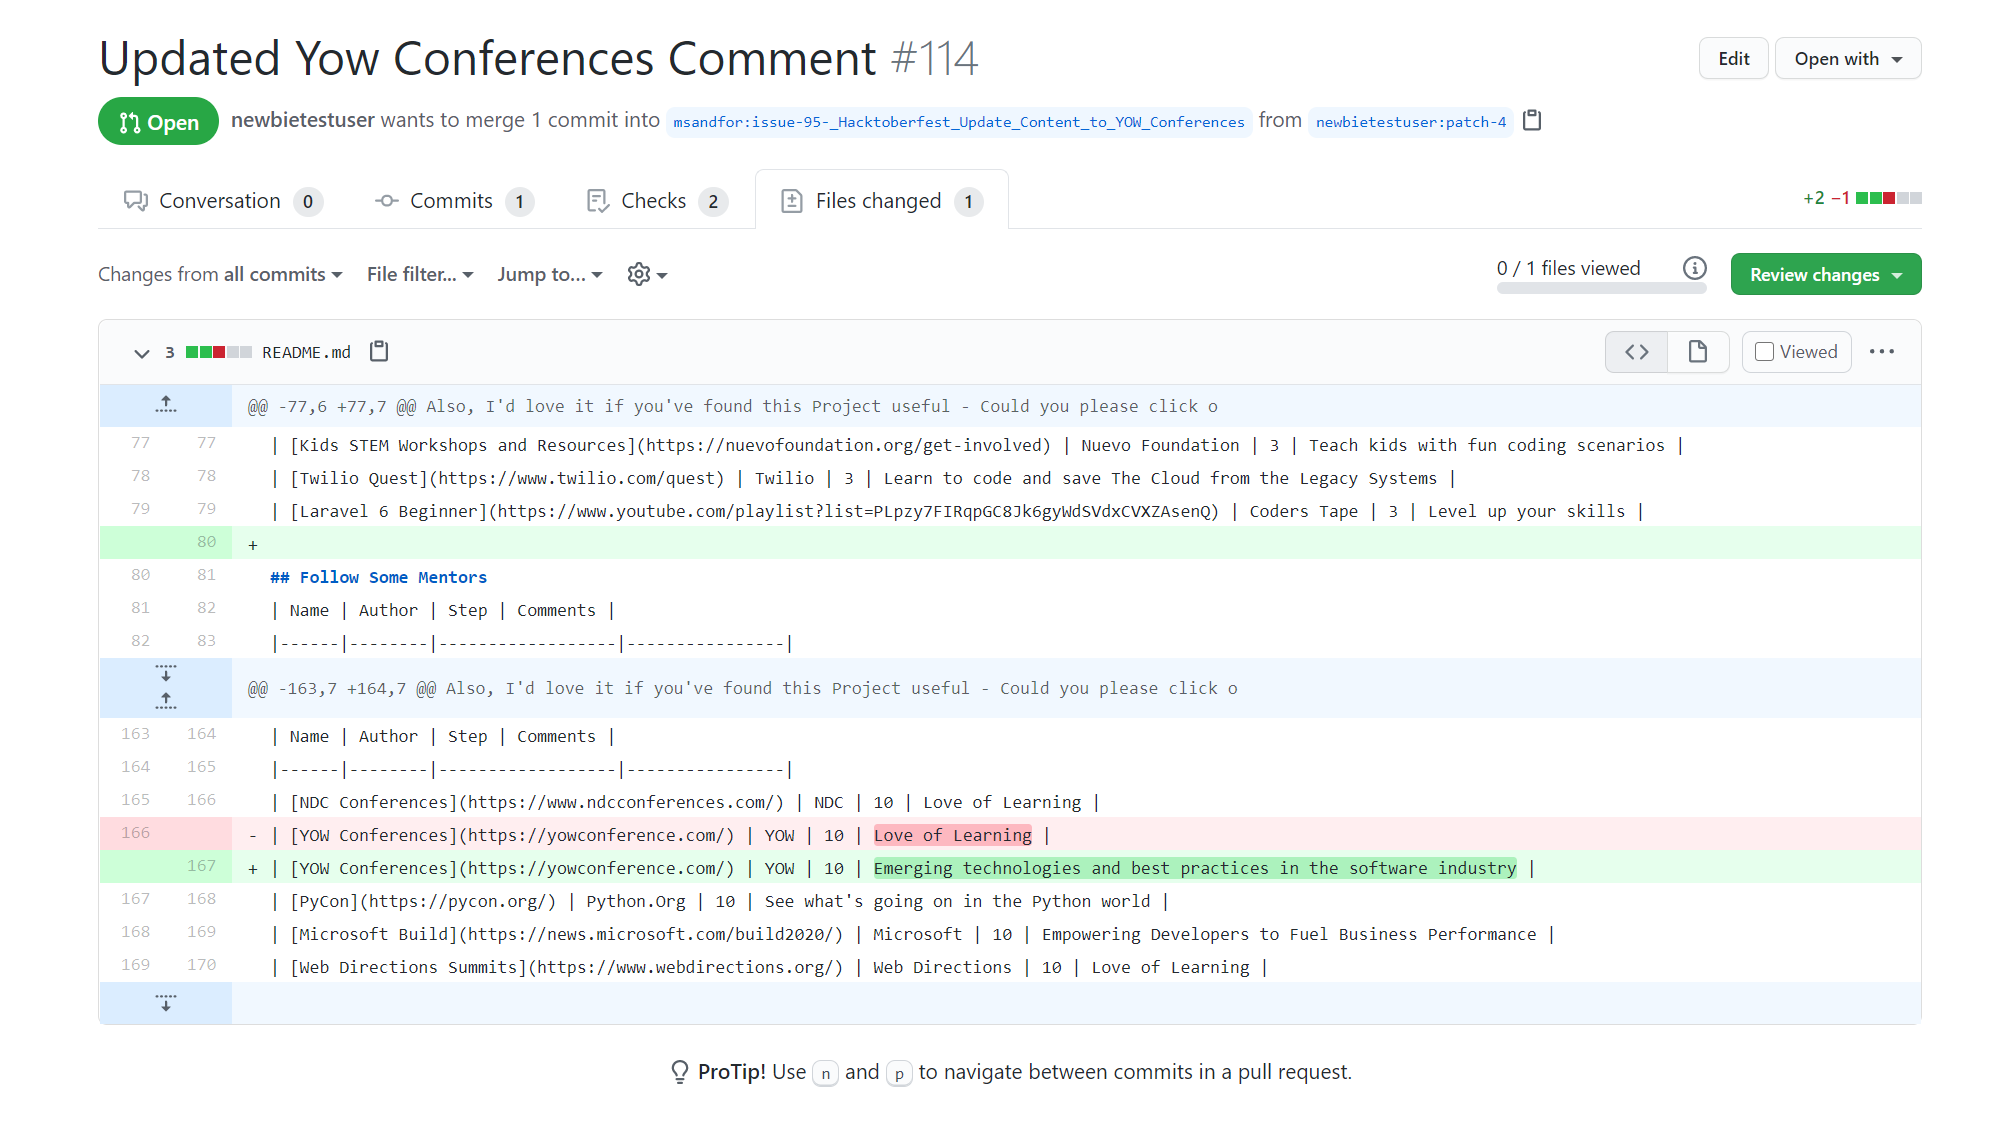 Updated Yow Conferences Comment #114
Edit
Open with
Open
newbietestuser wants to merge 1 commit into msandfor:issue-95-_Hacktoberfest_Update_Content_to_YOW_Conferences from newbietestuser:patch-4
Conversation 0
Commits 1
Checks 2
Files changed 1
+2 −1
Changes from all commits
File filter...
Jump to...
0 / 1 files viewed
Review changes
3 README.md
Viewed
@@ -77,6 +77,7 @@ Also, I'd love it if you've found this Project useful - Could you please click o
77 77 | [Kids STEM Workshops and Resources](https://nuevofoundation.org/get-involved) | Nuevo Foundation | 3 | Teach kids with fun coding scenarios |
78 78 | [Twilio Quest](https://www.twilio.com/quest) | Twilio | 3 | Learn to code and save The Cloud from the Legacy Systems |
79 79 | [Laravel 6 Beginner](https://www.youtube.com/playlist?list=PLpzy7FIRqpGC8Jk6gyWdSVdxCVXZAsenQ) | Coders Tape | 3 | Level up your skills |
80 +
80 81 ## Follow Some Mentors
81 82 | Name | Author | Step | Comments |
82 83 |------|--------|------------------|----------------|
@@ -163,7 +164,7 @@ Also, I'd love it if you've found this Project useful - Could you please click o
163 164 | Name | Author | Step | Comments |
164 165 |------|--------|------------------|----------------|
165 166 | [NDC Conferences](https://www.ndcconferences.com/) | NDC | 10 | Love of Learning |
166 - | [YOW Conferences](https://yowconference.com/) | YOW | 10 | Love of Learning |
167 + | [YOW Conferences](https://yowconference.com/) | YOW | 10 | Emerging technologies and best practices in the software industry |
167 168 | [PyCon](https://pycon.org/) | Python.Org | 10 | See what's going on in the Python world |
168 169 | [Microsoft Build](https://news.microsoft.com/build2020/) | Microsoft | 10 | Empowering Developers to Fuel Business Performance |
169 170 | [Web Directions Summits](https://www.webdirections.org/) | Web Directions | 10 | Love of Learning |
ProTip! Use n and p to navigate between commits in a pull request.